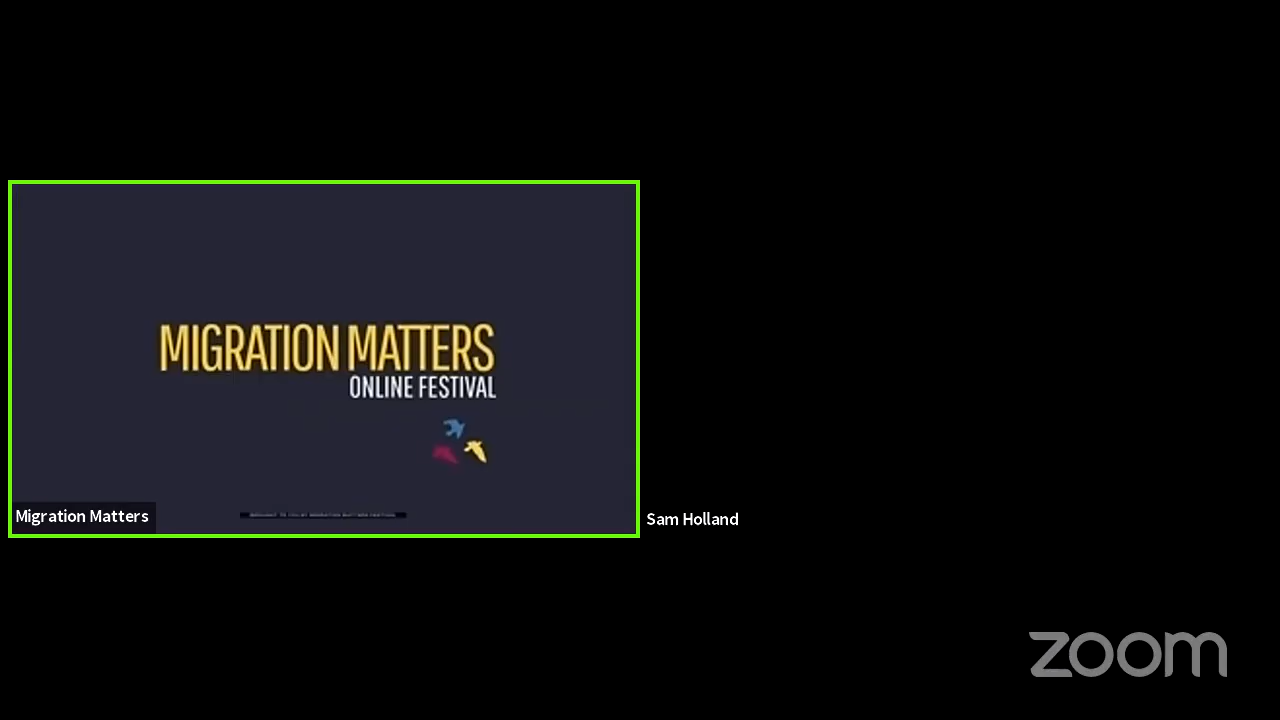 MIGRATION MATTERS
ONLINE FESTIVAL
Migration Matters
Sam Holland
zoom